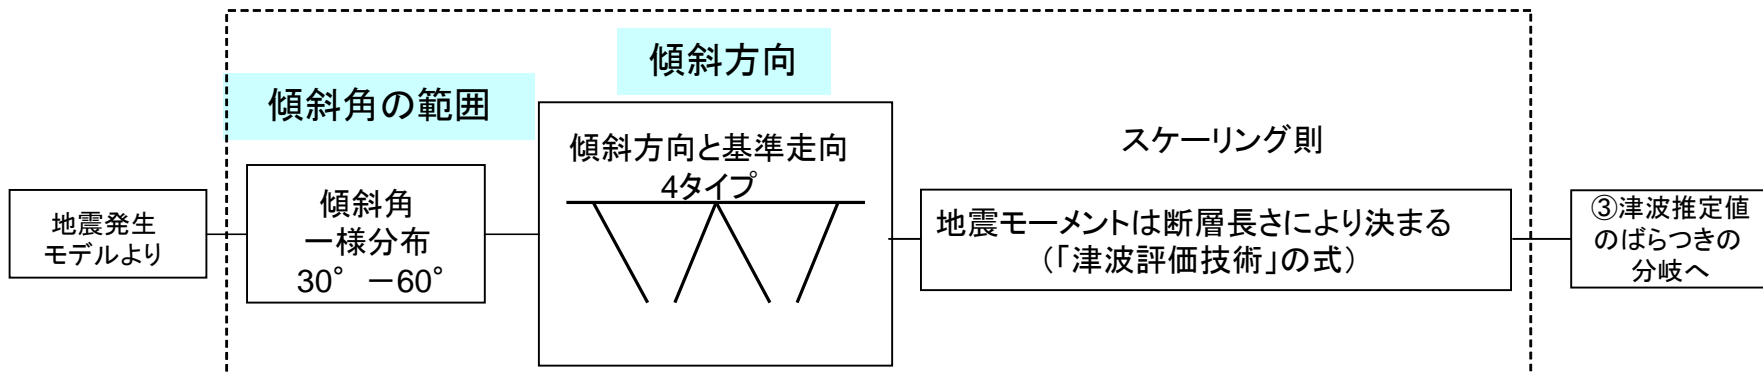 地震発生
モデルより
傾斜角の範囲
傾斜角
一様分布
30°－60°
傾斜方向
傾斜方向と基準走向
4タイプ
スケーリング則
地震モーメントは断層長さにより決まる
（「津波評価技術」の式）
③津波推定値
のばらつきの
分岐へ